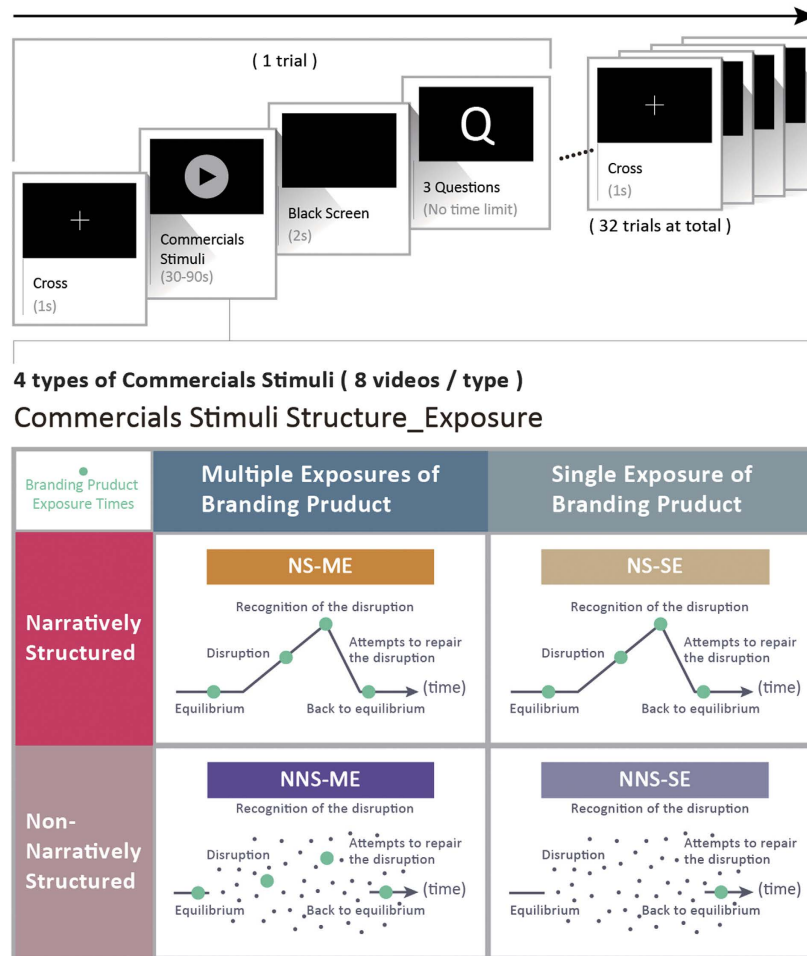 ( 1 trial )
Cross
(1s)
Commercials
Stimuli
(30-90s)
Black Screen
(2s)
Q
3 Questions
(No time limit)
Cross
(1s)
( 32 trials at total )
4 types of Commercials Stimuli ( 8 videos / type )
Commercials Stimuli Structure_Exposure
Branding Pruduct
Exposure Times
Multiple Exposures of
Branding Pruduct
Single Exposure of
Branding Pruduct
Narratively
Structured
NS-ME
Recognition of the disruption
Disruption
Attempts to repair
the disruption
(time)
Equilibrium
Back to equilibrium
NS-SE
Recognition of the disruption
Disruption
Attempts to repair
the disruption
(time)
Equilibrium
Back to equilibrium
Non-
Narratively
Structured
NNS-ME
Recognition of the disruption
Disruption
Attempts to repair
the disruption
(time)
Equilibrium
Back to equilibrium
NNS-SE
Recognition of the disruption
Disruption
Attempts to repair
the disruption
(time)
Equilibrium
Back to equilibrium